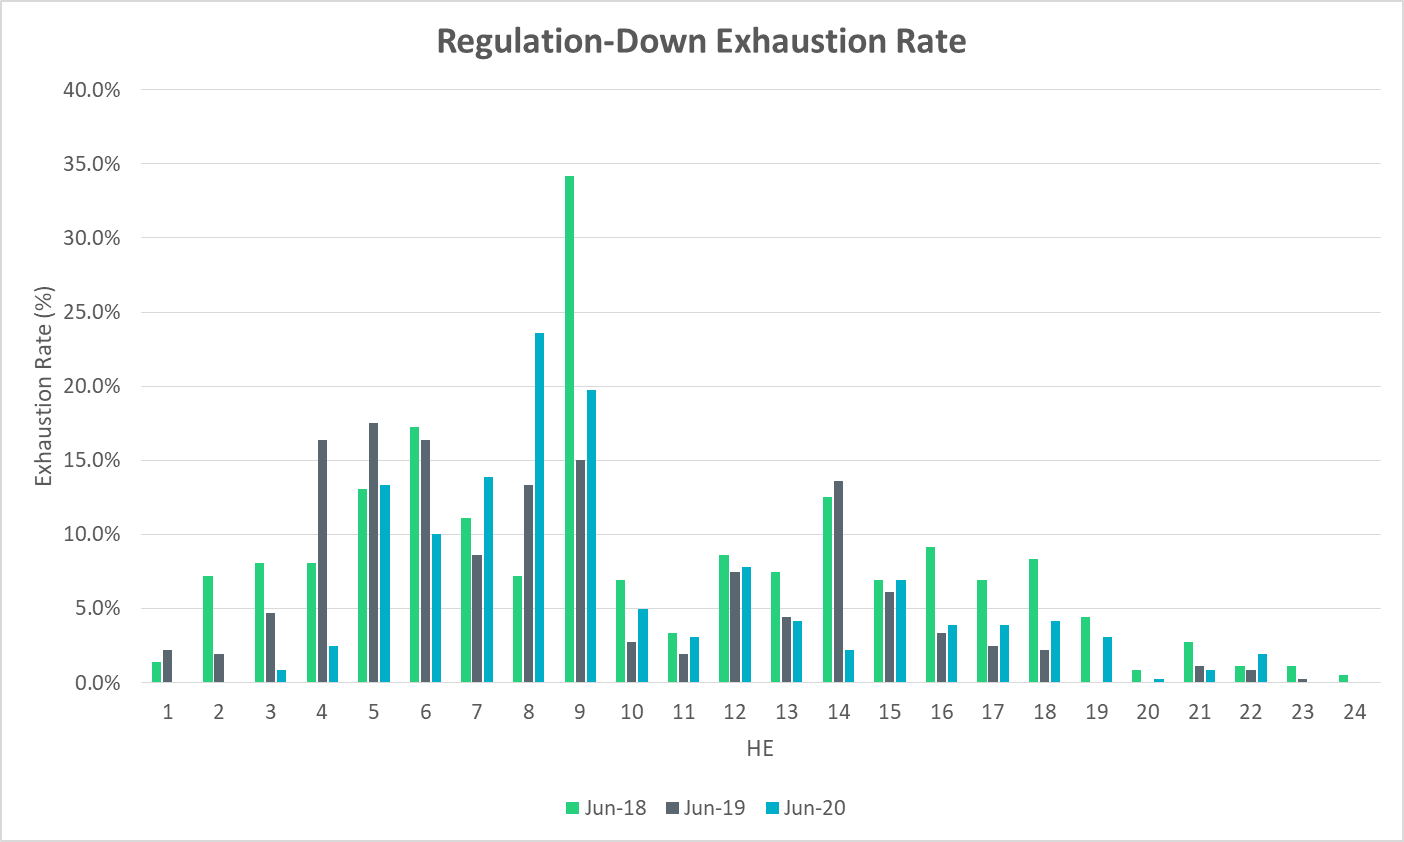 Regulation-Down Exhaustion Rate
40.0%
35.0%
30.0%
25.0%
20.0%
15.0%
10.0%
5.0%
0.0%
Exhaustion Rate (%)
1 2 3 4 5 6 7 8 9 10 11 12 13 14 15 16 17 18 19 20 21 22 23 24
HE
Jun-18 Jun-19 Jun-20